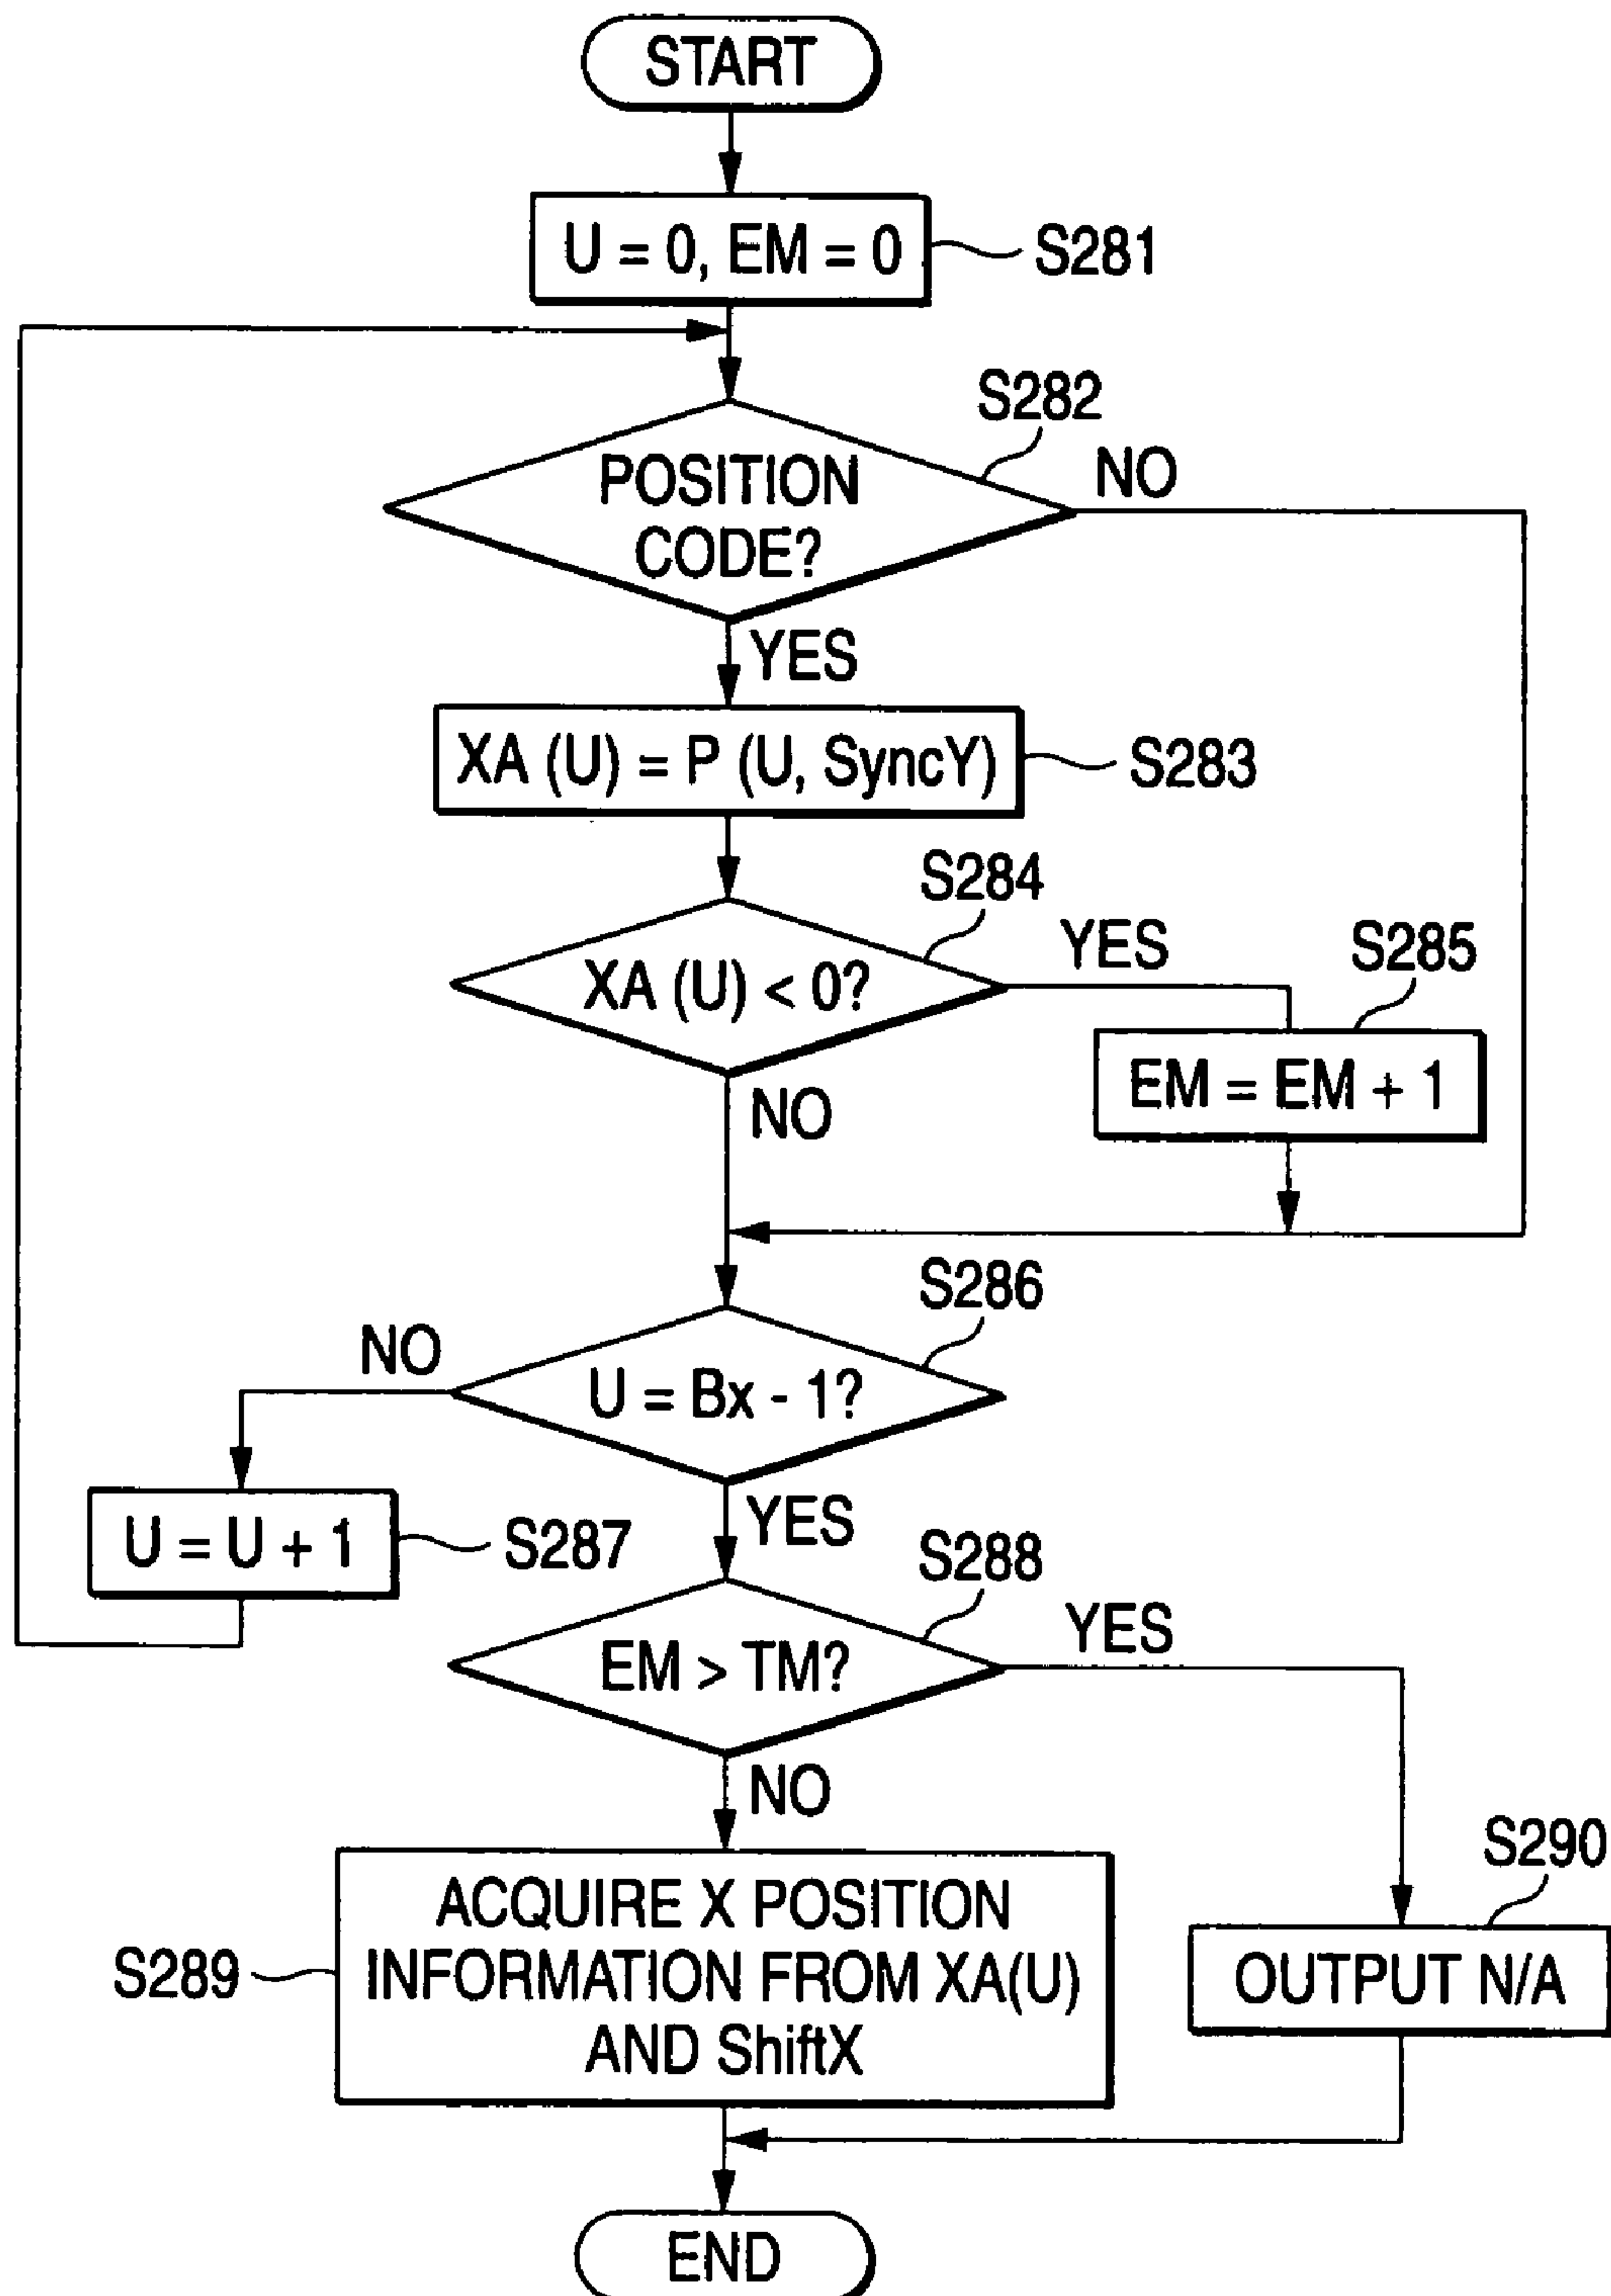 START
U = 0, EM = 0
S281
S282
POSITION
CODE?
NO
YES
XA (U) = P (U, SyncY)
S283
S284
XA (U) < 0?
YES
S285
EM = EM + 1
NO
S286
NO
U = Bx - 1?
YES
U = U + 1
S287
S288
EM > TM?
YES
NO
S290
ACQUIRE X POSITION
INFORMATION FROM XA(U)
AND ShiftX
S289
OUTPUT N/A
END